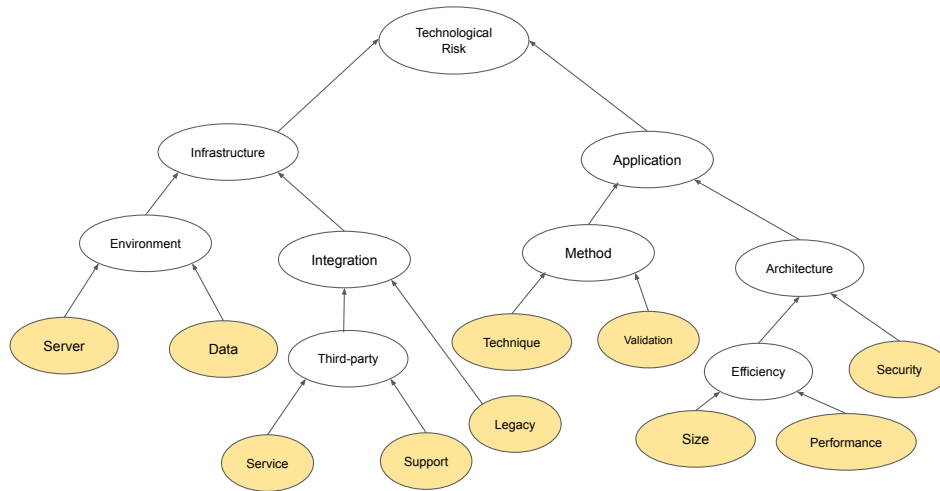 Technological
Risk
Infrastructure
Application
Environment
Integration
Method
Architecture
Server
Data
Third-party
Technique
Validation
Efficiency
Security
Service
Support
Legacy
Size
Performance